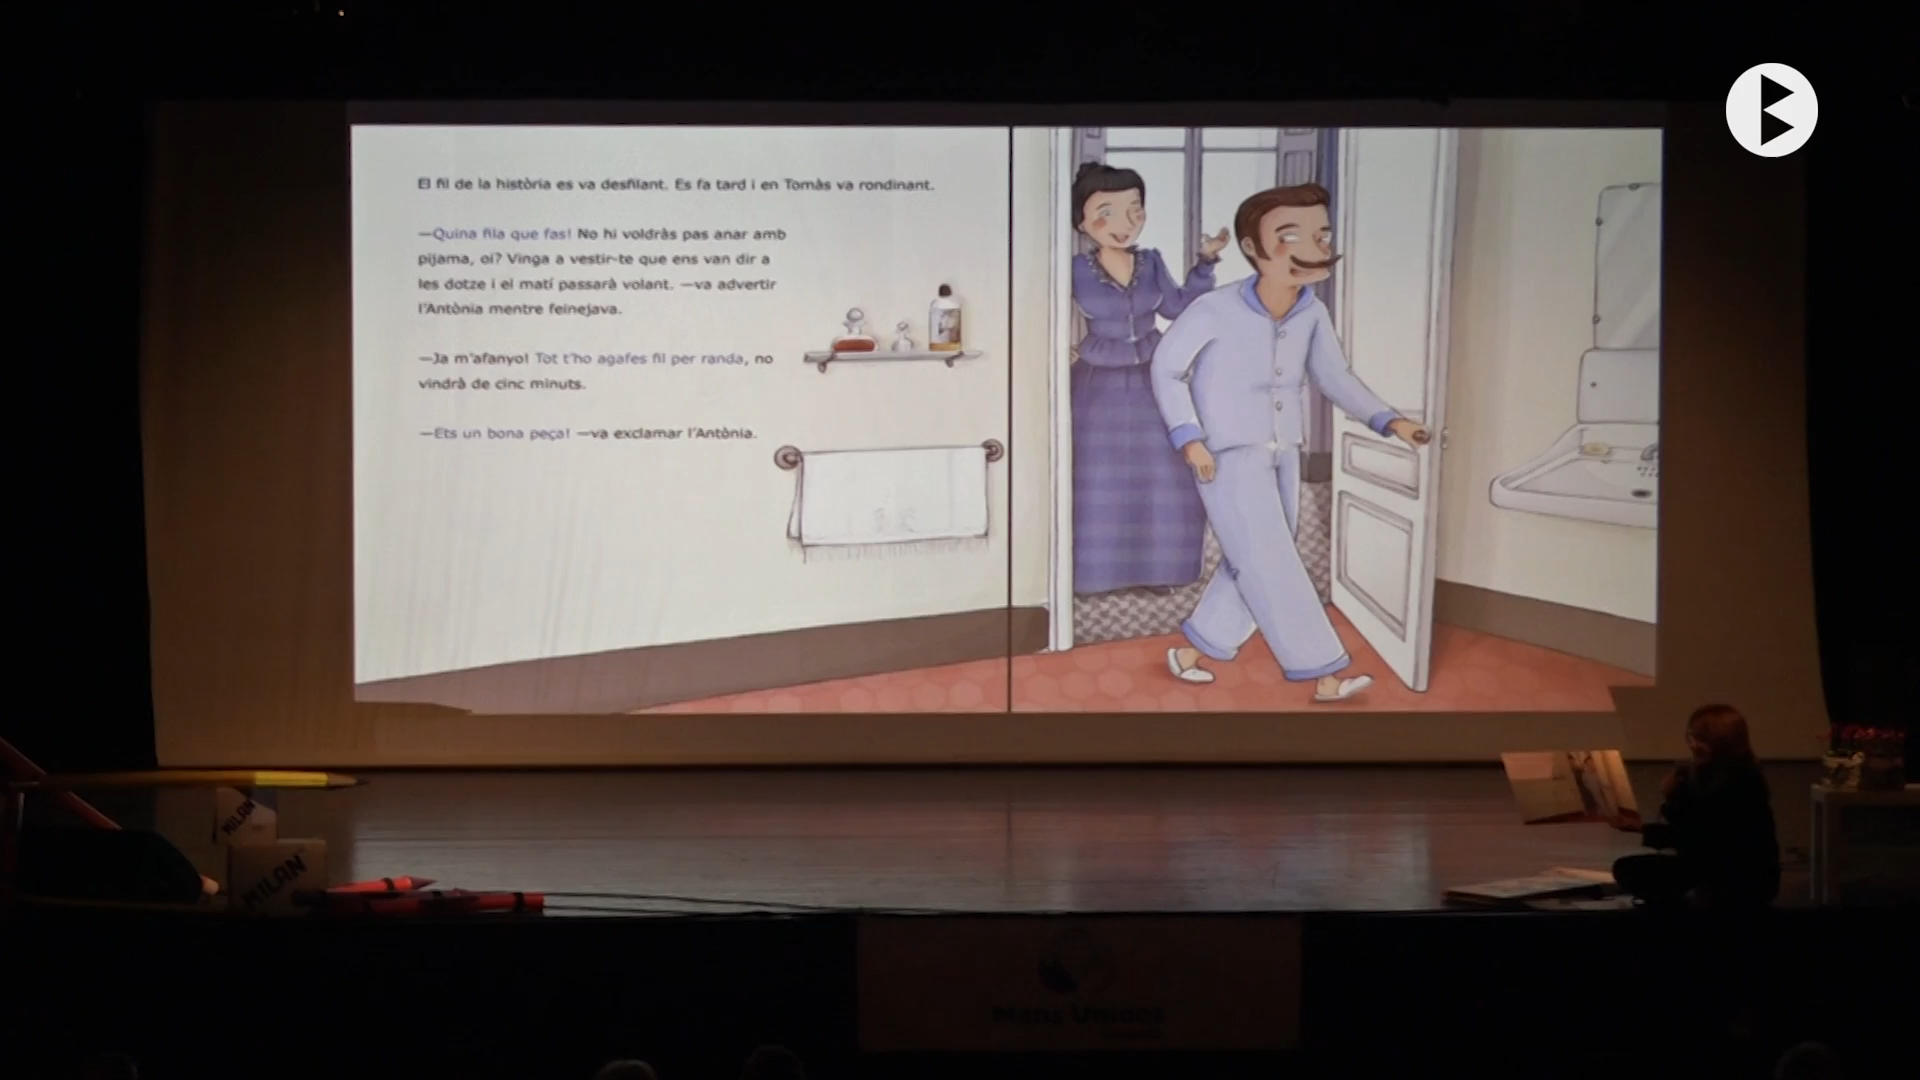 El fil de la història es va desfilant. Es fa tard i en Tomàs va rondinant.
—Quina fila que fas! No hi voldràs pas anar amb
pijama, oi? Vinga a vestir-te que ens van dir a
les dotze i el matí passarà volant. —va advertir
l'Antònia mentre feinejava.
—Ja m'afanyo! Tot t'ho agafes fil per randa, no
vindrà de cinc minuts.
—Ets un bona peça! —va exclamar l'Antònia.
MILAN
MILAN
Mans Unides